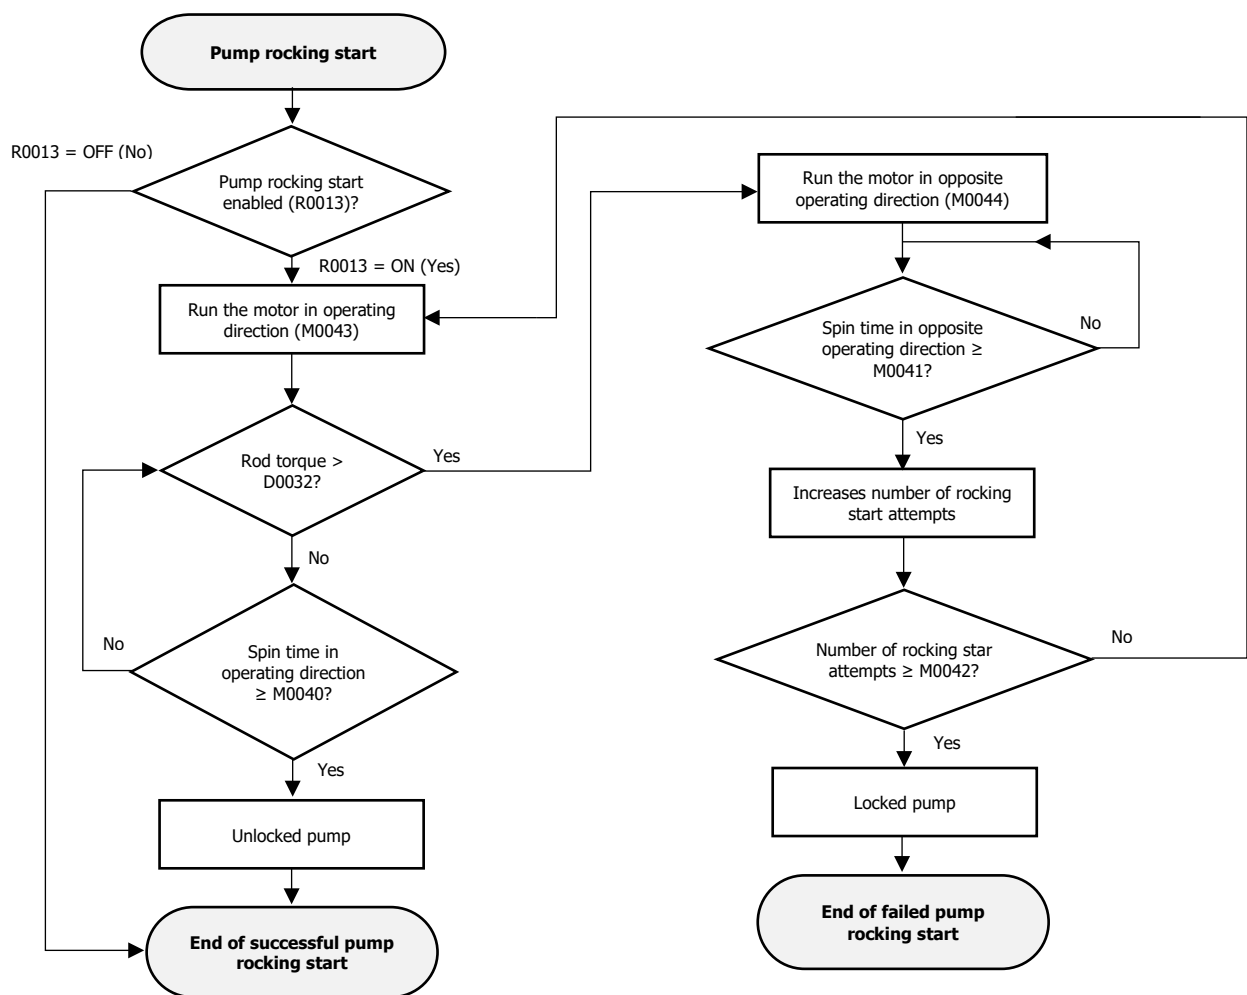 Pump rocking start
R0013 = OFF (No)
Pump rocking start
enabled (R0013)?
R0013 = ON (Yes)
Run the motor in operating
direction (M0043)
Rod torque >
D0032?
Yes
No
No
Spin time in
operating direction
≥ M0040?
Yes
Unlocked pump
End of successful pump
rocking start
Run the motor in opposite
operating direction (M0044)
Spin time in opposite
operating direction ≥
M0041?
No
Yes
Increases number of rocking
start attempts
Number of rocking star
attempts ≥ M0042?
No
Yes
Locked pump
End of failed pump
rocking start